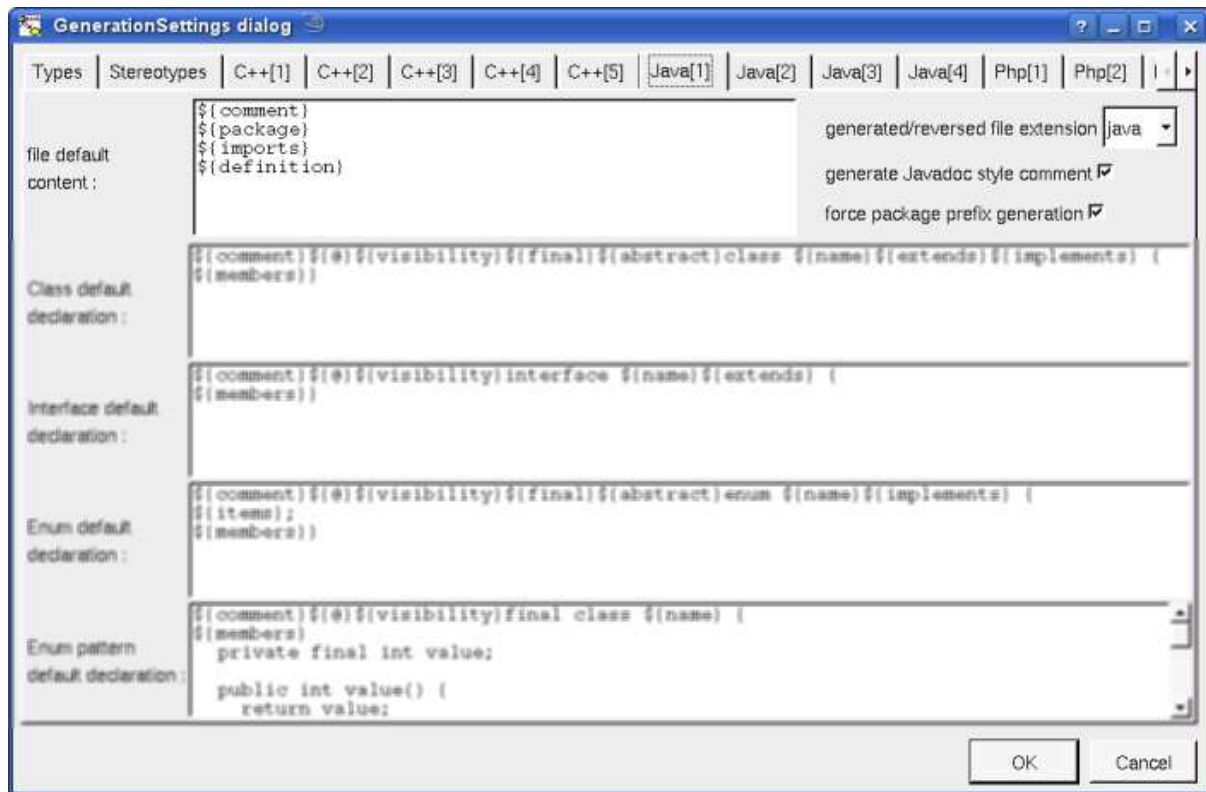 GenerationSettings dialog
Types Stereotypes C++[1] C++[2] C++[3] C++[4] C++[5] Java[1] Java[2] Java[3] Java[4] Php[1] Php[2]
file default
content :
${comment}
${package}
${imports}
${definition}
generated/reversed file extension java
generate Javadoc style comment
force package prefix generation
Class default
declaration :
${comment}${@}${visibility}${final}${abstract}class ${name}${extends}${implements} {
${members}}
Interface default
declaration :
${comment}${@}${visibility}interface ${name}${extends} {
${members}}
Enum default
declaration :
${comment}${@}${visibility}${final}${abstract}enum ${name}${implements} {
${items};
${members}}
Enum pattern
default declaration :
${comment}${@}${visibility}final class ${name} {
${members}
private final int value;
public int value() {
return value;
OK Cancel